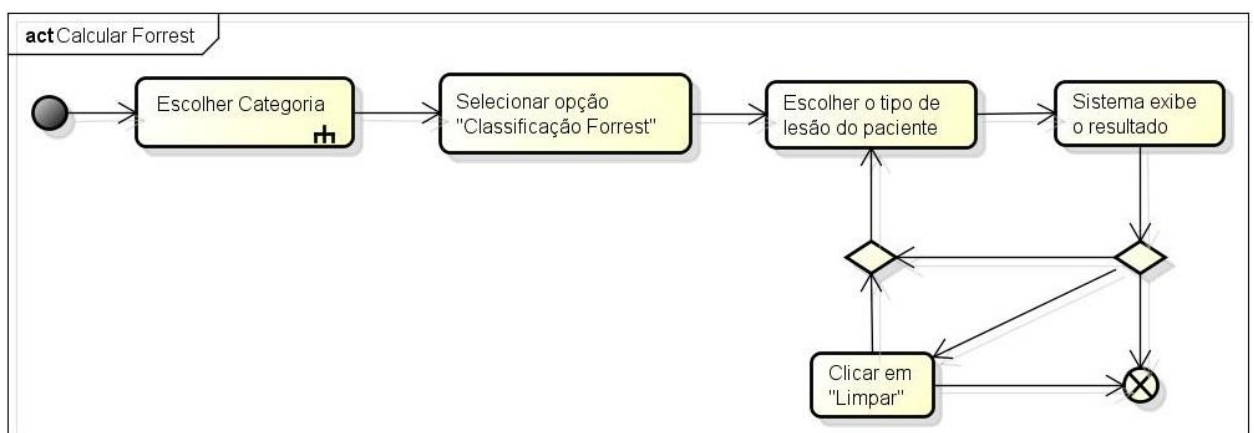 act Calcular Forrest
Escolher Categoria
Selecionar opção
"Classificação Forrest"
Escolher o tipo de
lesão do paciente
Sistema exibe
o resultado
Clicar em
"Limpar"